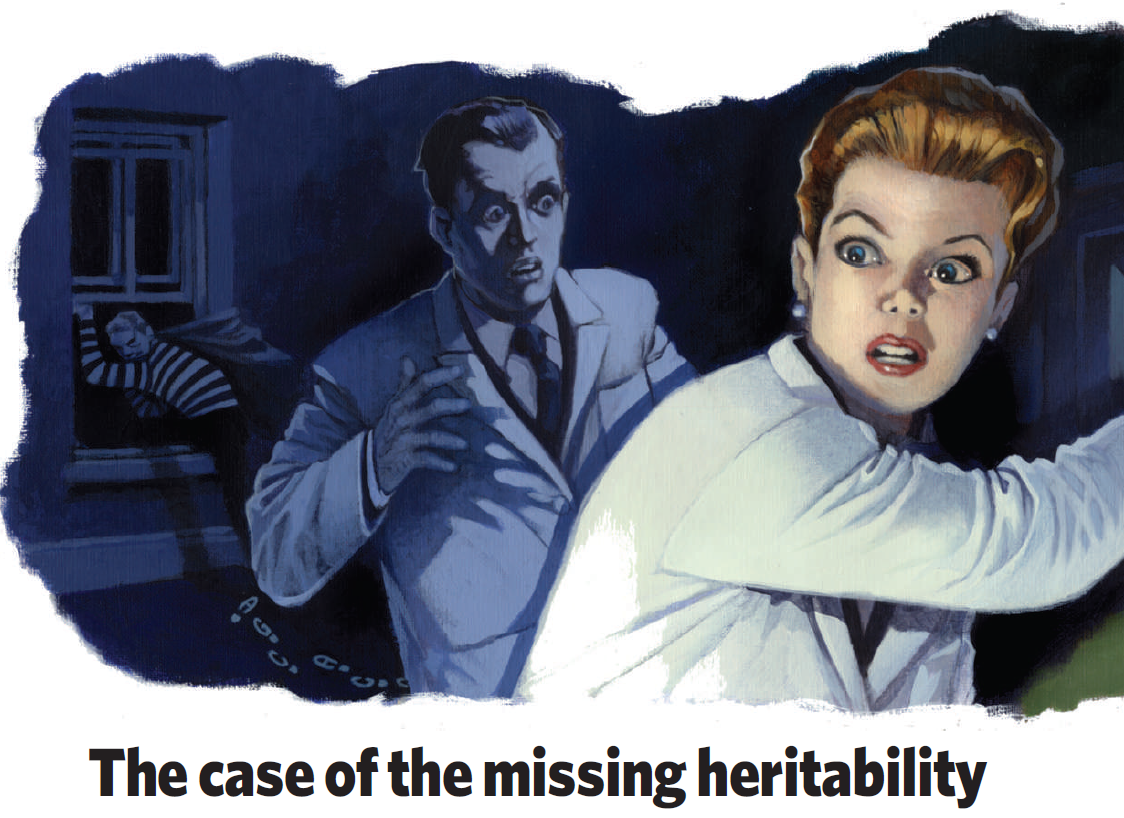 A. G. C.
The case of the missing heritability